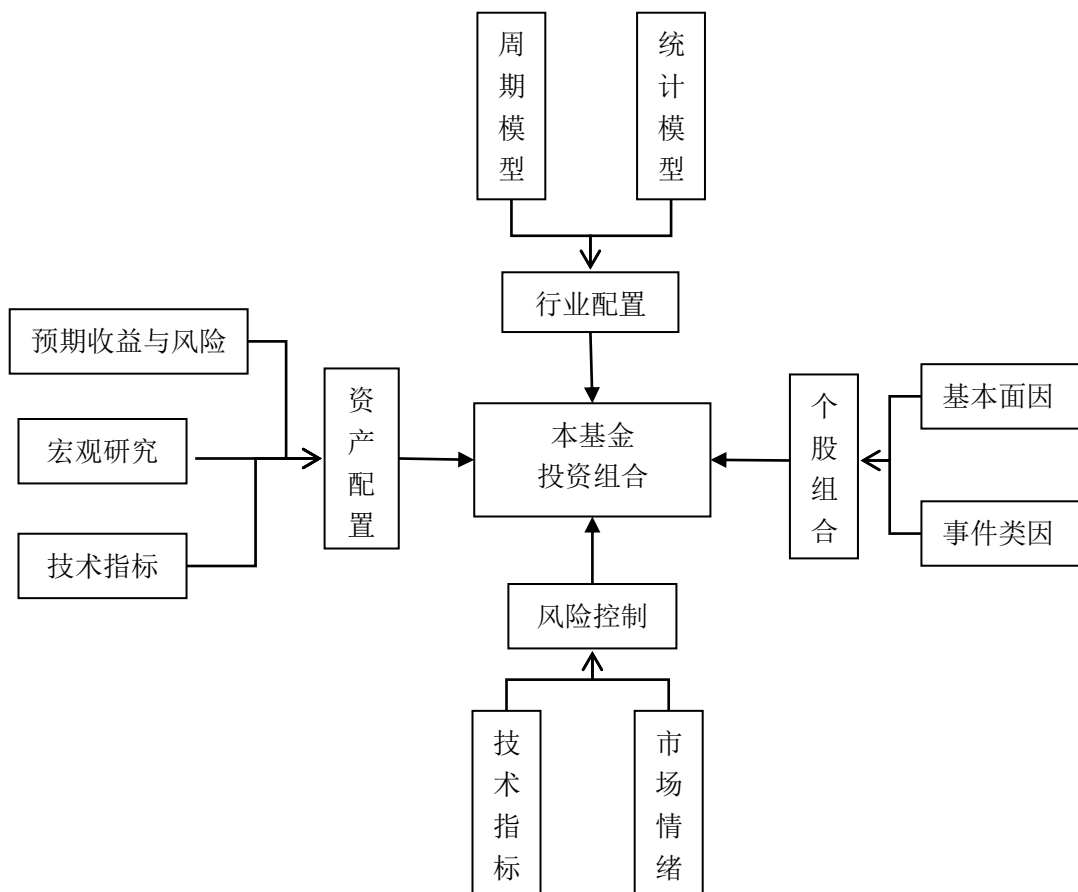 周期模型
统计模型
行业配置
预期收益与风险
宏观研究
技术指标
资产配置
本基金
投资组合
个股组合
基本面因
事件类因
风险控制
技术指标
市场情绪